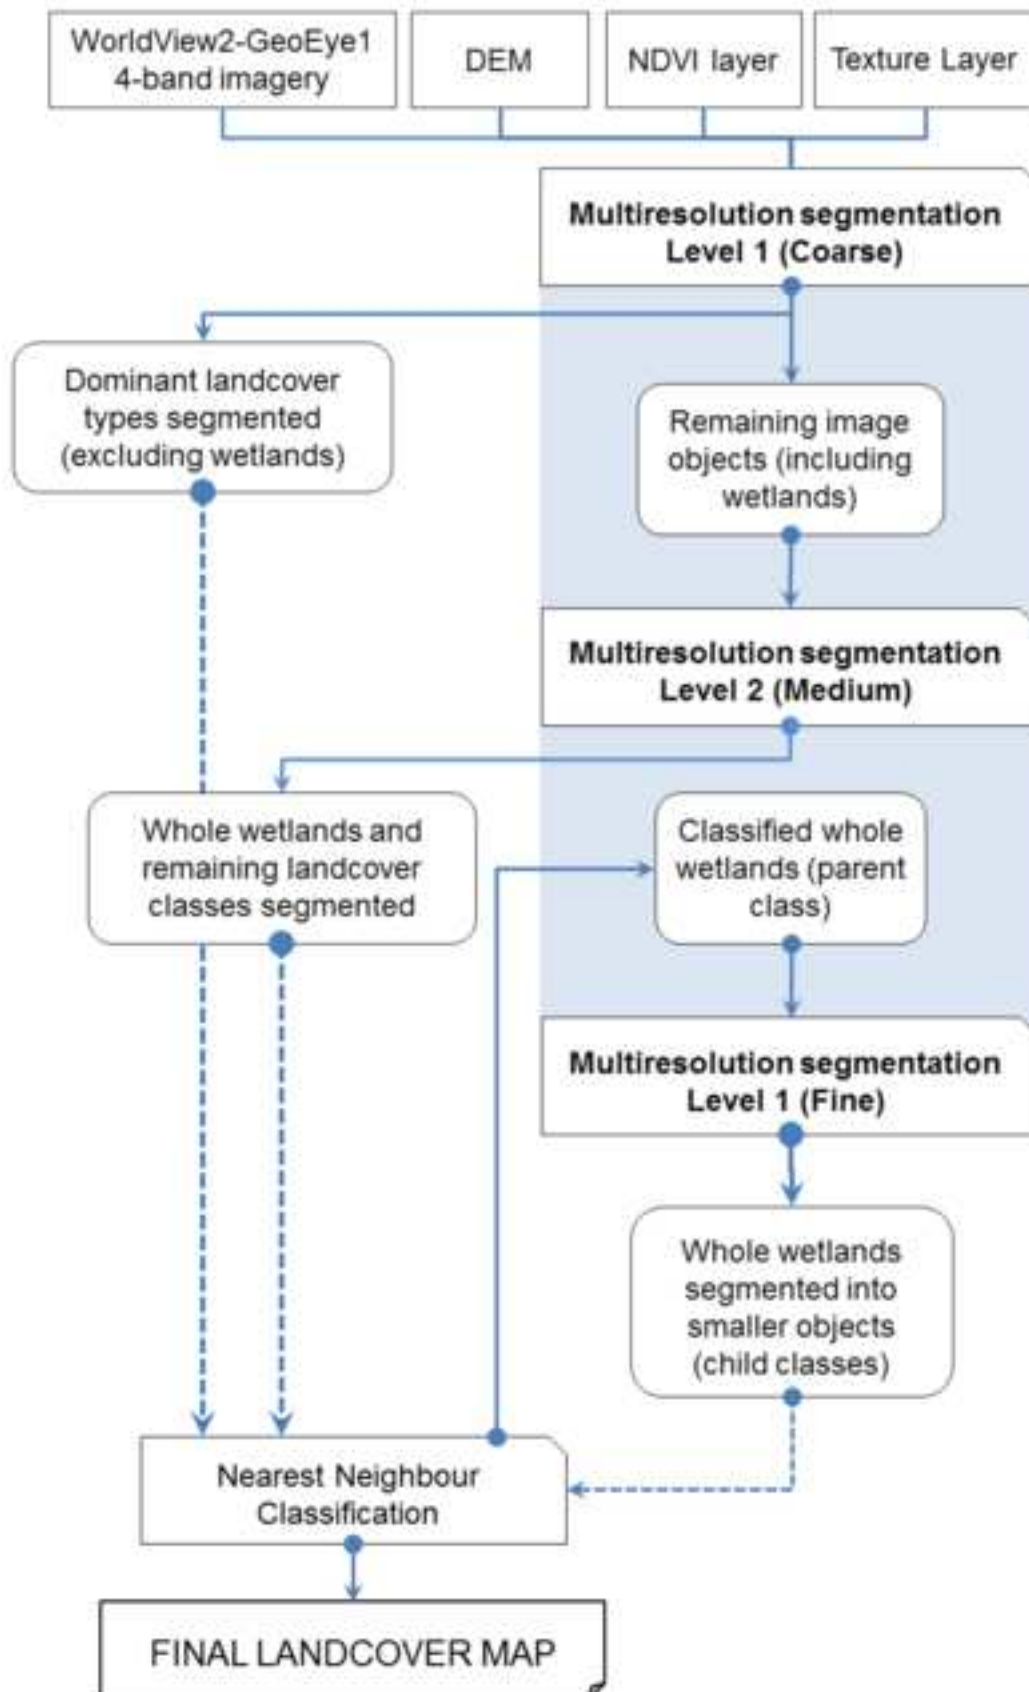 WorldView2-GeoEye1
4-band imagery
DEM
NDVI layer
Texture Layer
Multiresolution segmentation
Level 1 (Coarse)
Dominant landcover
types segmented
(excluding wetlands)
Remaining image
objects (including
wetlands)
Multiresolution segmentation
Level 2 (Medium)
Whole wetlands and
remaining landcover
classes segmented
Classified whole
wetlands (parent
class)
Multiresolution segmentation
Level 1 (Fine)
Whole wetlands
segmented into
smaller objects
(child classes)
Nearest Neighbour
Classification
FINAL LANDCOVER MAP